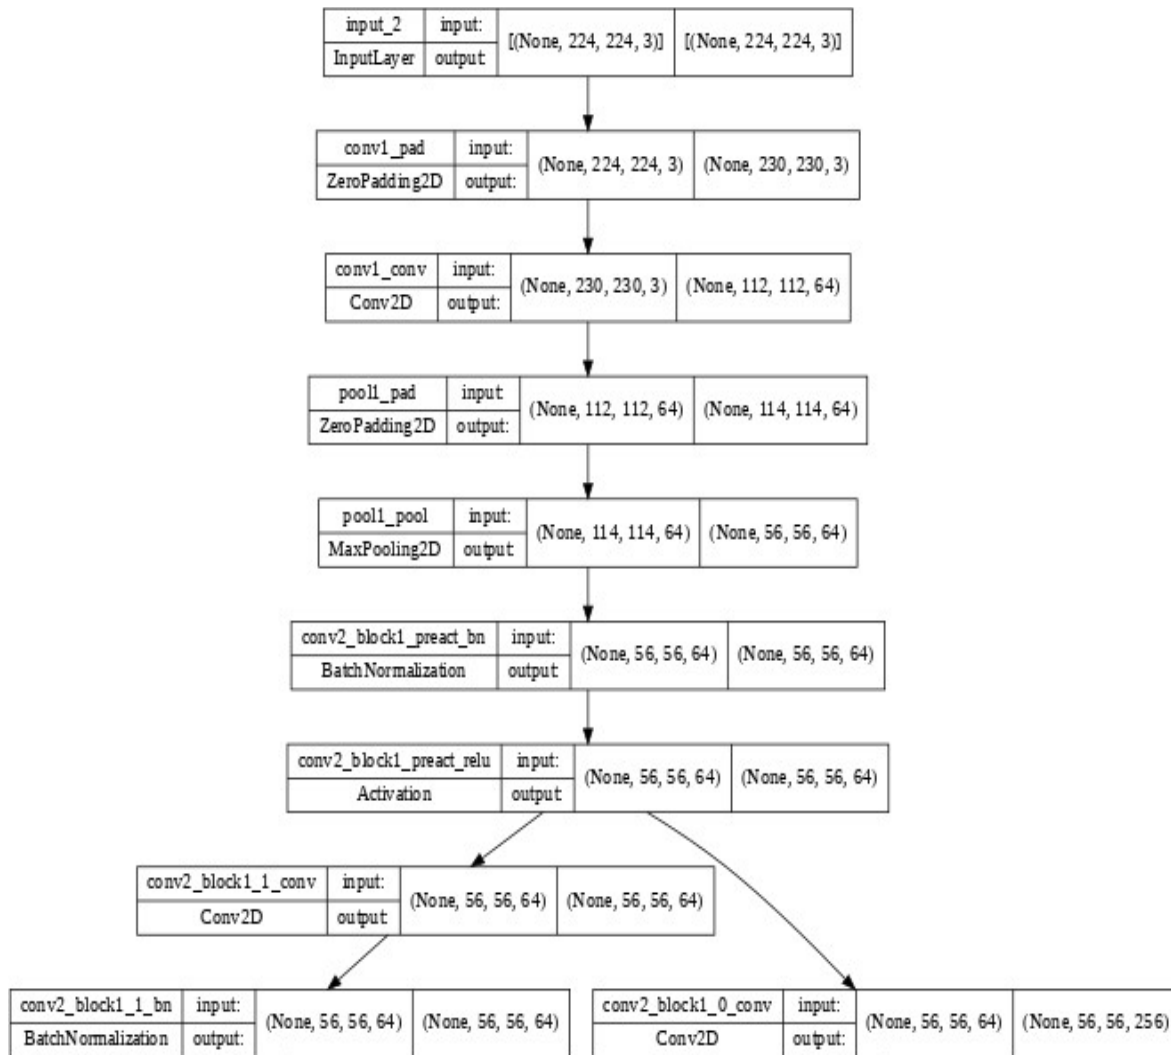 input_2 input: [(None, 224, 224, 3)] [(None, 224, 224, 3)]
InputLayer output:
conv1_pad input: (None, 224, 224, 3) (None, 230, 230, 3)
ZeroPadding2D output:
conv1_conv input: (None, 230, 230, 3) (None, 112, 112, 64)
Conv2D output:
pool1_pad input: (None, 112, 112, 64) (None, 114, 114, 64)
ZeroPadding2D output:
pool1_pool input: (None, 114, 114, 64) (None, 56, 56, 64)
MaxPooling2D output:
conv2_block1_preact_bn input: (None, 56, 56, 64) (None, 56, 56, 64)
BatchNormalization output:
conv2_block1_preact_relu input: (None, 56, 56, 64) (None, 56, 56, 64)
Activation output:
conv2_block1_1_conv input: (None, 56, 56, 64) (None, 56, 56, 64)
Conv2D output:
conv2_block1_1_bn input: (None, 56, 56, 64) (None, 56, 56, 64)
BatchNormalization output:
conv2_block1_0_conv input: (None, 56, 56, 64) (None, 56, 56, 256)
Conv2D output: